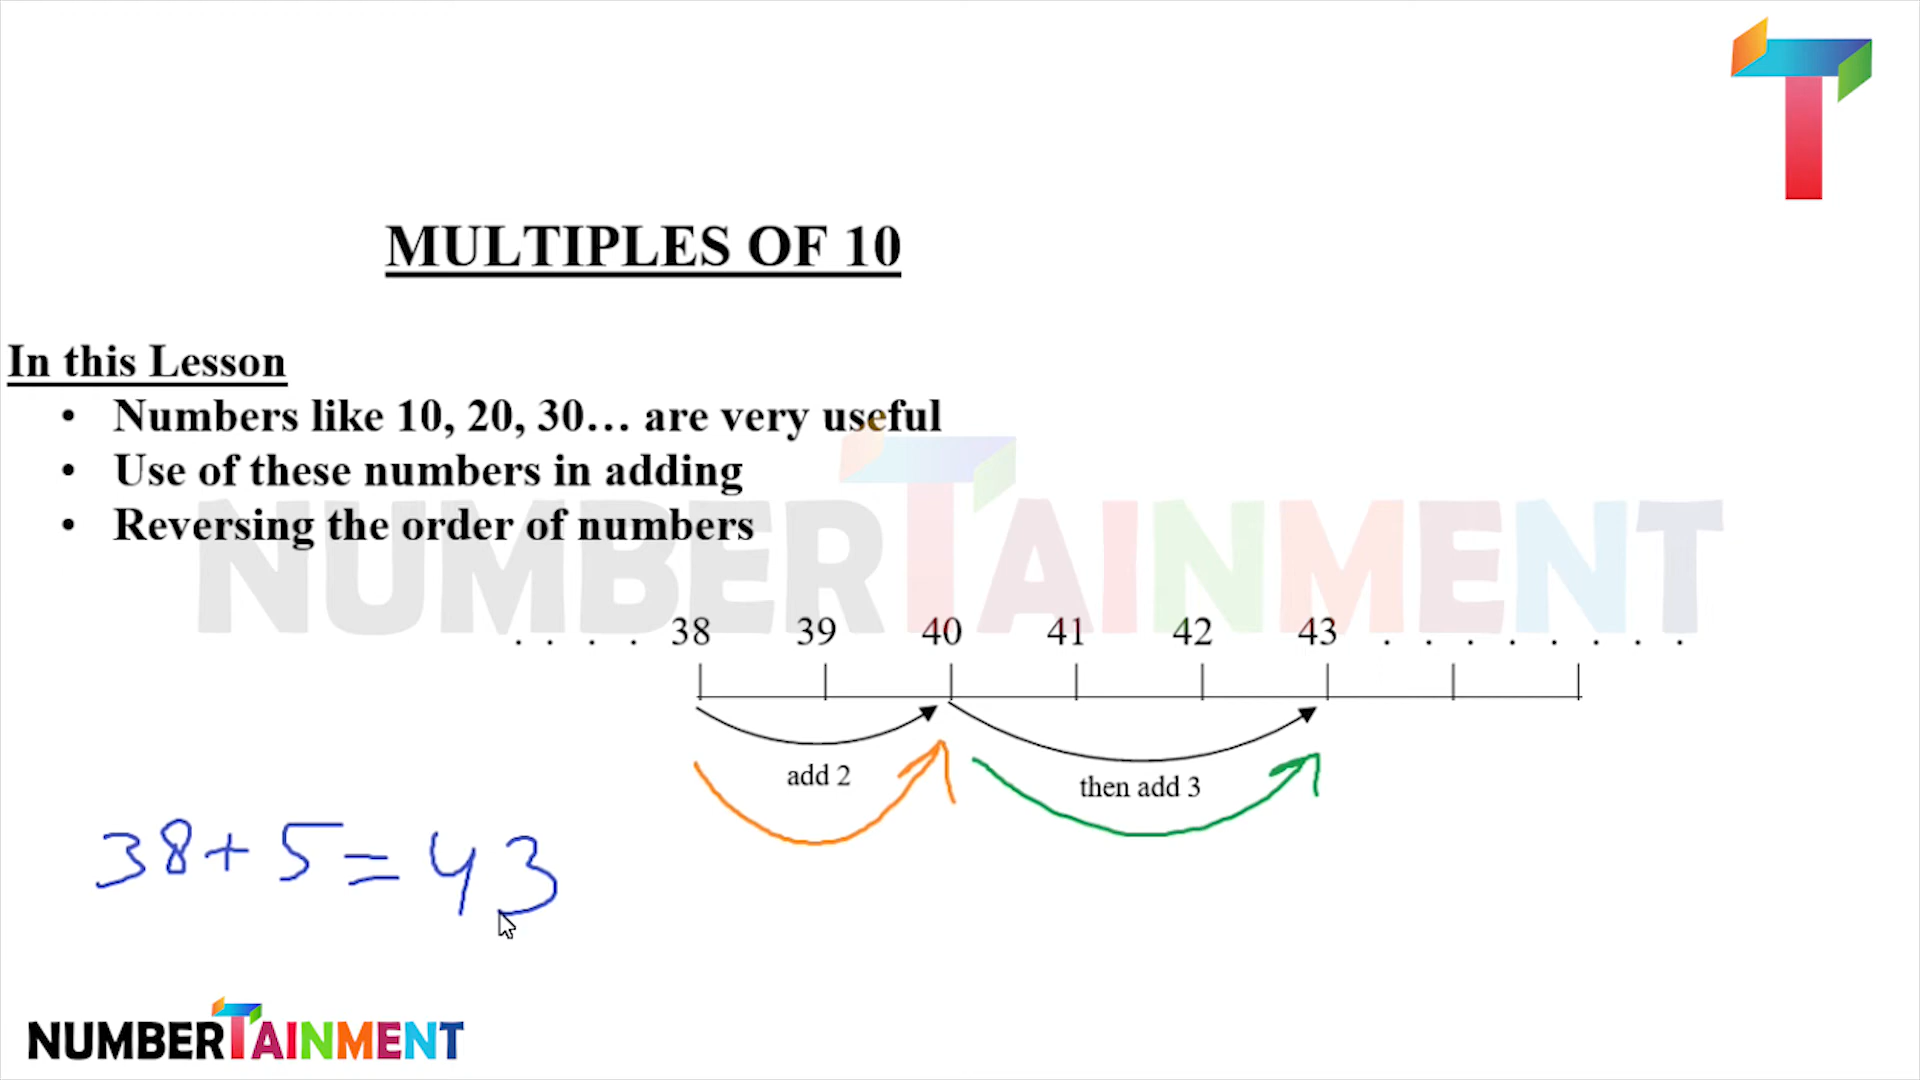 T
MULTIPLES OF 10
In this Lesson
• Numbers like 10, 20, 30… are very useful
• Use of these numbers in adding
• Reversing the order of numbers
NUMBERTAINMENT
. . . . 38 39 40 41 42 43 . . . . . . . .
add 2 then add 3
38 + 5 = 43
NUMBERTAINMENT